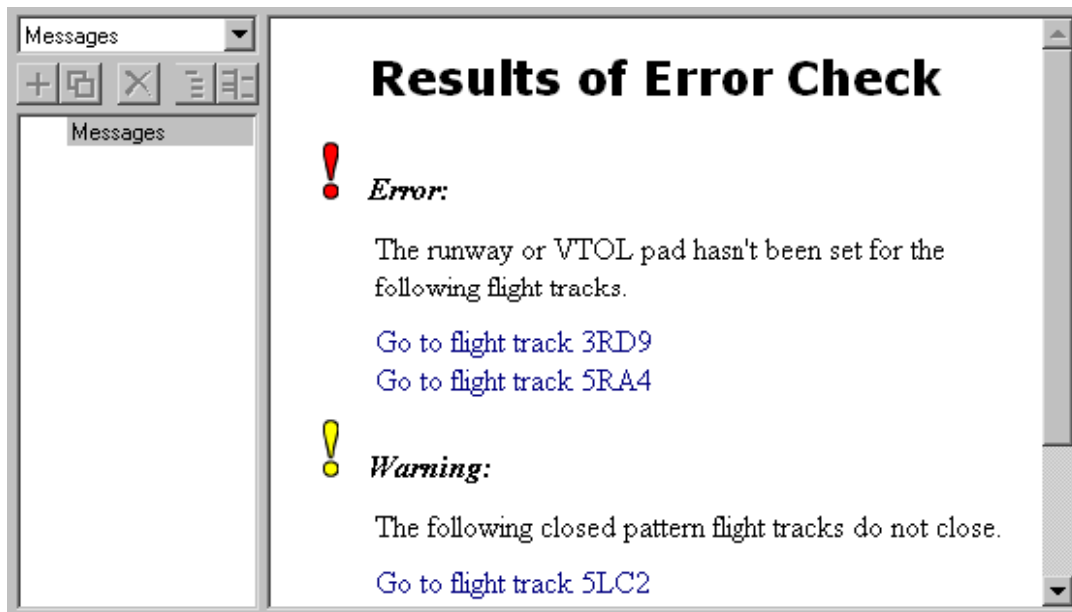 Messages
Messages
Results of Error Check
Error:
The runway or VTOL pad hasn't been set for the
following flight tracks.
Go to flight track 3RD9
Go to flight track 5RA4
Warning:
The following closed pattern flight tracks do not close.
Go to flight track 5LC2